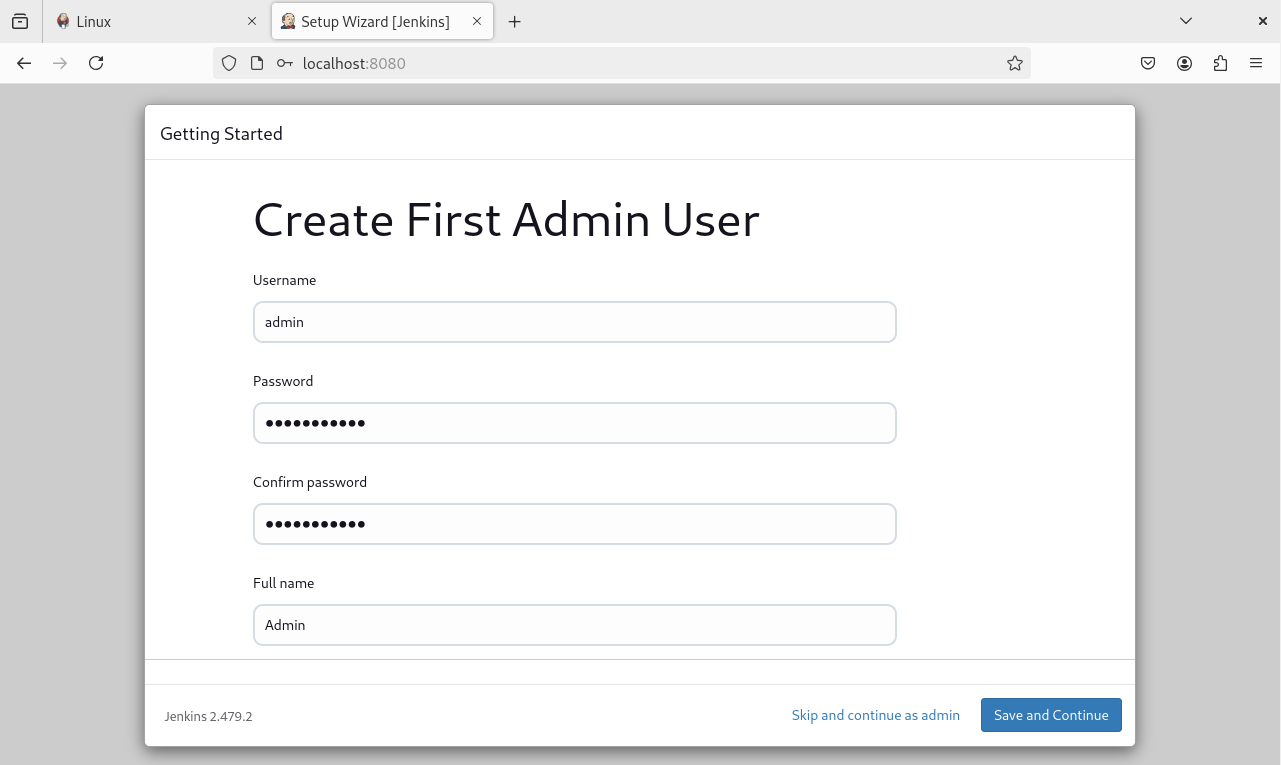 Linux
Setup Wizard [Jenkins]
localhost:8080
Getting Started
Create First Admin User
Username
admin
Password
●●●●●●●●●●●
Confirm password
●●●●●●●●●●●
Full name
Admin
Jenkins 2.479.2
Skip and continue as admin
Save and Continue